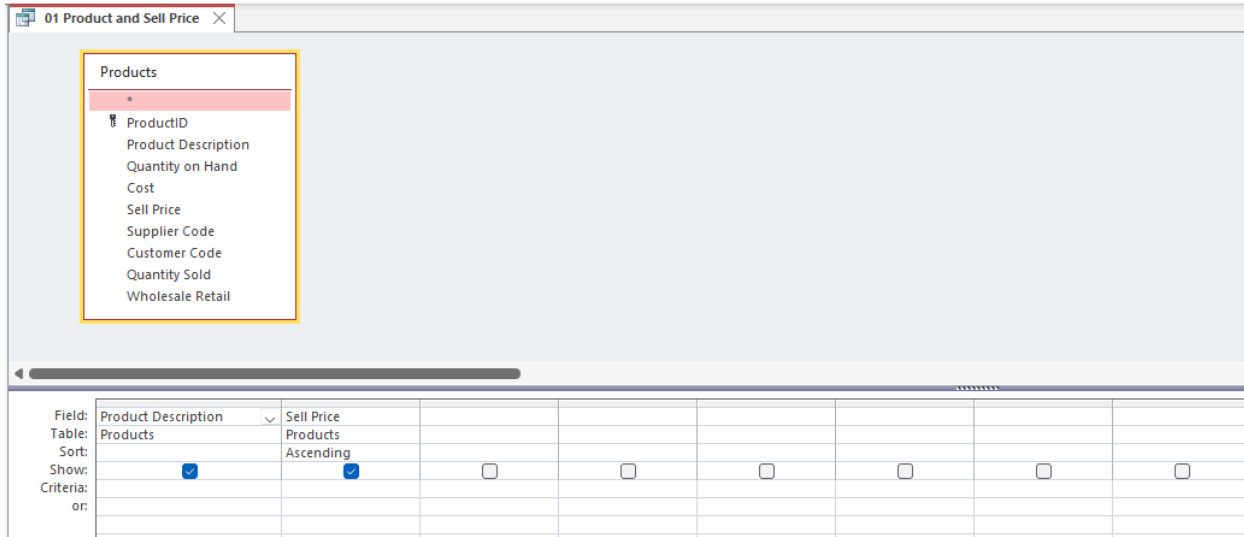 01 Product and Sell Price
Products
*
ProductID
Product Description
Quantity on Hand
Cost
Sell Price
Supplier Code
Customer Code
Quantity Sold
Wholesale Retail
Field: Product Description Sell Price
Table: Products Products
Sort: Ascending
Show:
Criteria:
or: